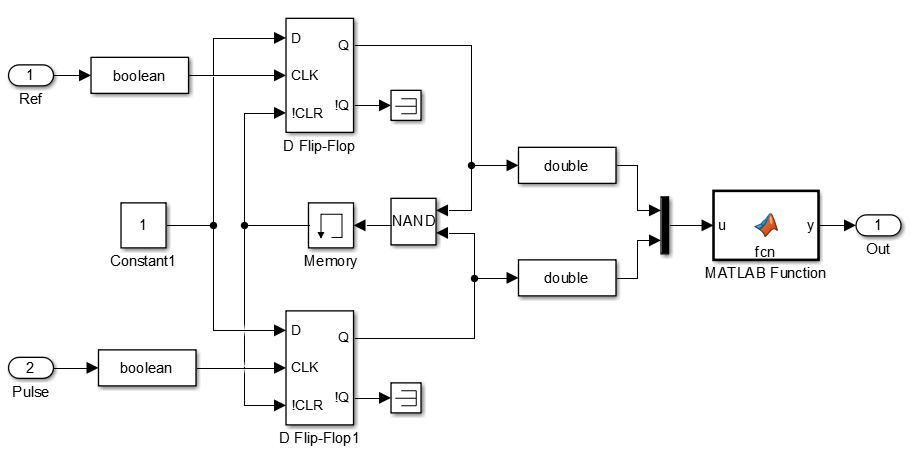 D
Q
1
Ref
boolean
CLK
!Q
!CLR
D Flip-Flop
double
1
Constant1
Memory
NAND
u
y
fcn
MATLAB Function
1
Out
double
D
Q
2
Pulse
boolean
CLK
!Q
!CLR
D Flip-Flop1